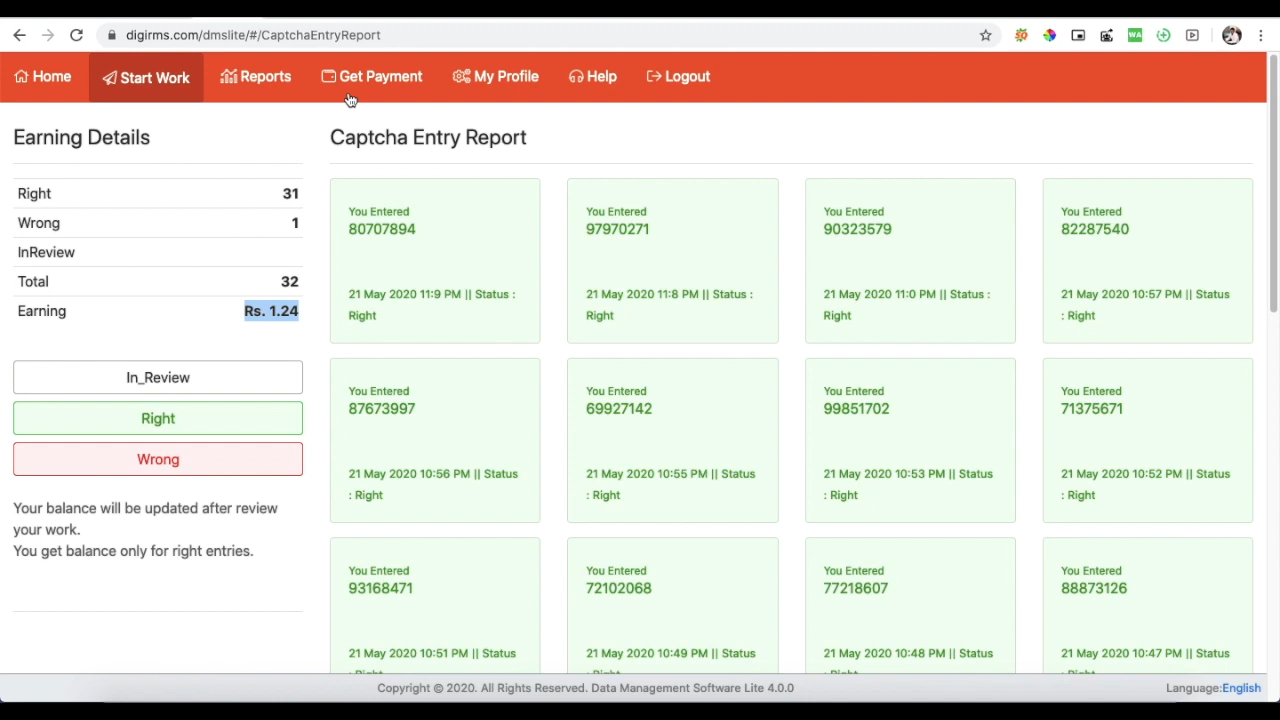 digirms.com/dmslite/#/CaptchaEntryReport
WA
Home
Start Work
Reports
Get Payment
My Profile
Help
Logout
Earning Details
Right 31
Wrong 1
InReview
Total 32
Earning Rs. 1.24
In_Review
Right
Wrong
Your balance will be updated after review
your work.
You get balance only for right entries.
Captcha Entry Report
You Entered
80707894
21 May 2020 11:9 PM || Status :
Right
You Entered
97970271
21 May 2020 11:8 PM || Status :
Right
You Entered
90323579
21 May 2020 11:0 PM || Status :
Right
You Entered
82287540
21 May 2020 10:57 PM || Status
: Right
You Entered
87673997
21 May 2020 10:56 PM || Status
: Right
You Entered
69927142
21 May 2020 10:55 PM || Status
: Right
You Entered
99851702
21 May 2020 10:53 PM || Status
: Right
You Entered
71375671
21 May 2020 10:52 PM || Status
: Right
You Entered
93168471
21 May 2020 10:51 PM || Status
: Right
You Entered
72102068
21 May 2020 10:49 PM || Status
: Right
You Entered
77218607
21 May 2020 10:48 PM || Status
: Right
You Entered
88873126
21 May 2020 10:47 PM || Status
: Right
Copyright © 2020. All Rights Reserved. Data Management Software Lite 4.0.0
Language:English